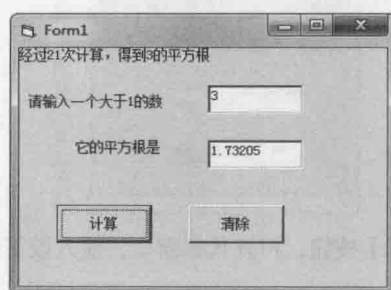 Form1
经过21次计算，得到3的平方根
请输入一个大于1的数
3
它的平方根是
1.73205
计算
清除